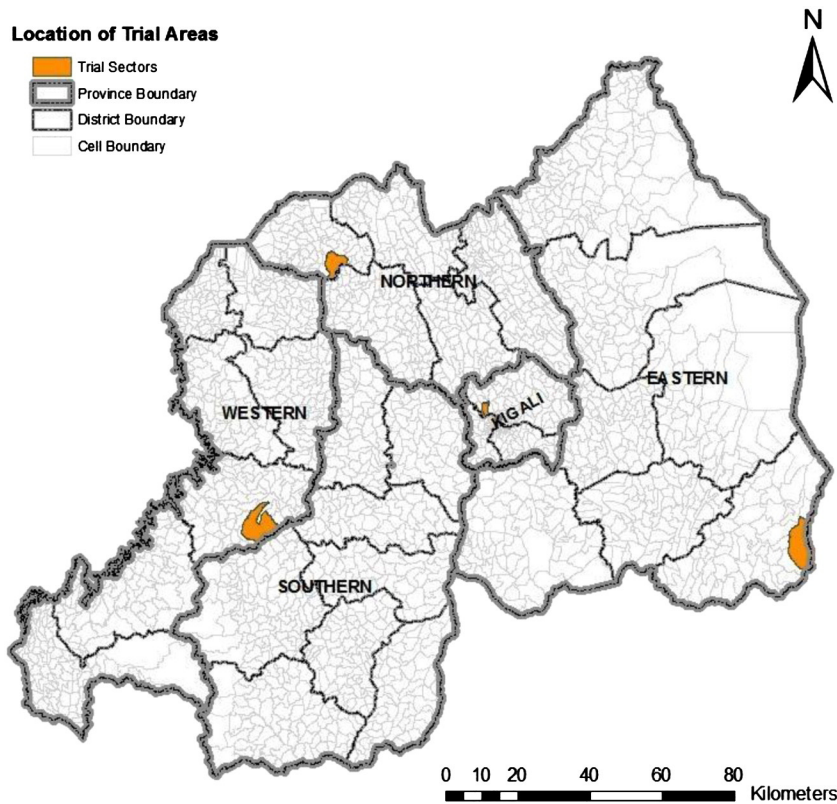 N
Location of Trial Areas
Trial Sectors
Province Boundary
District Boundary
Cell Boundary
NORTHERN
EASTERN
KIGALI
WESTERN
SOUTHERN
0 10 20 40 60 80
Kilometers